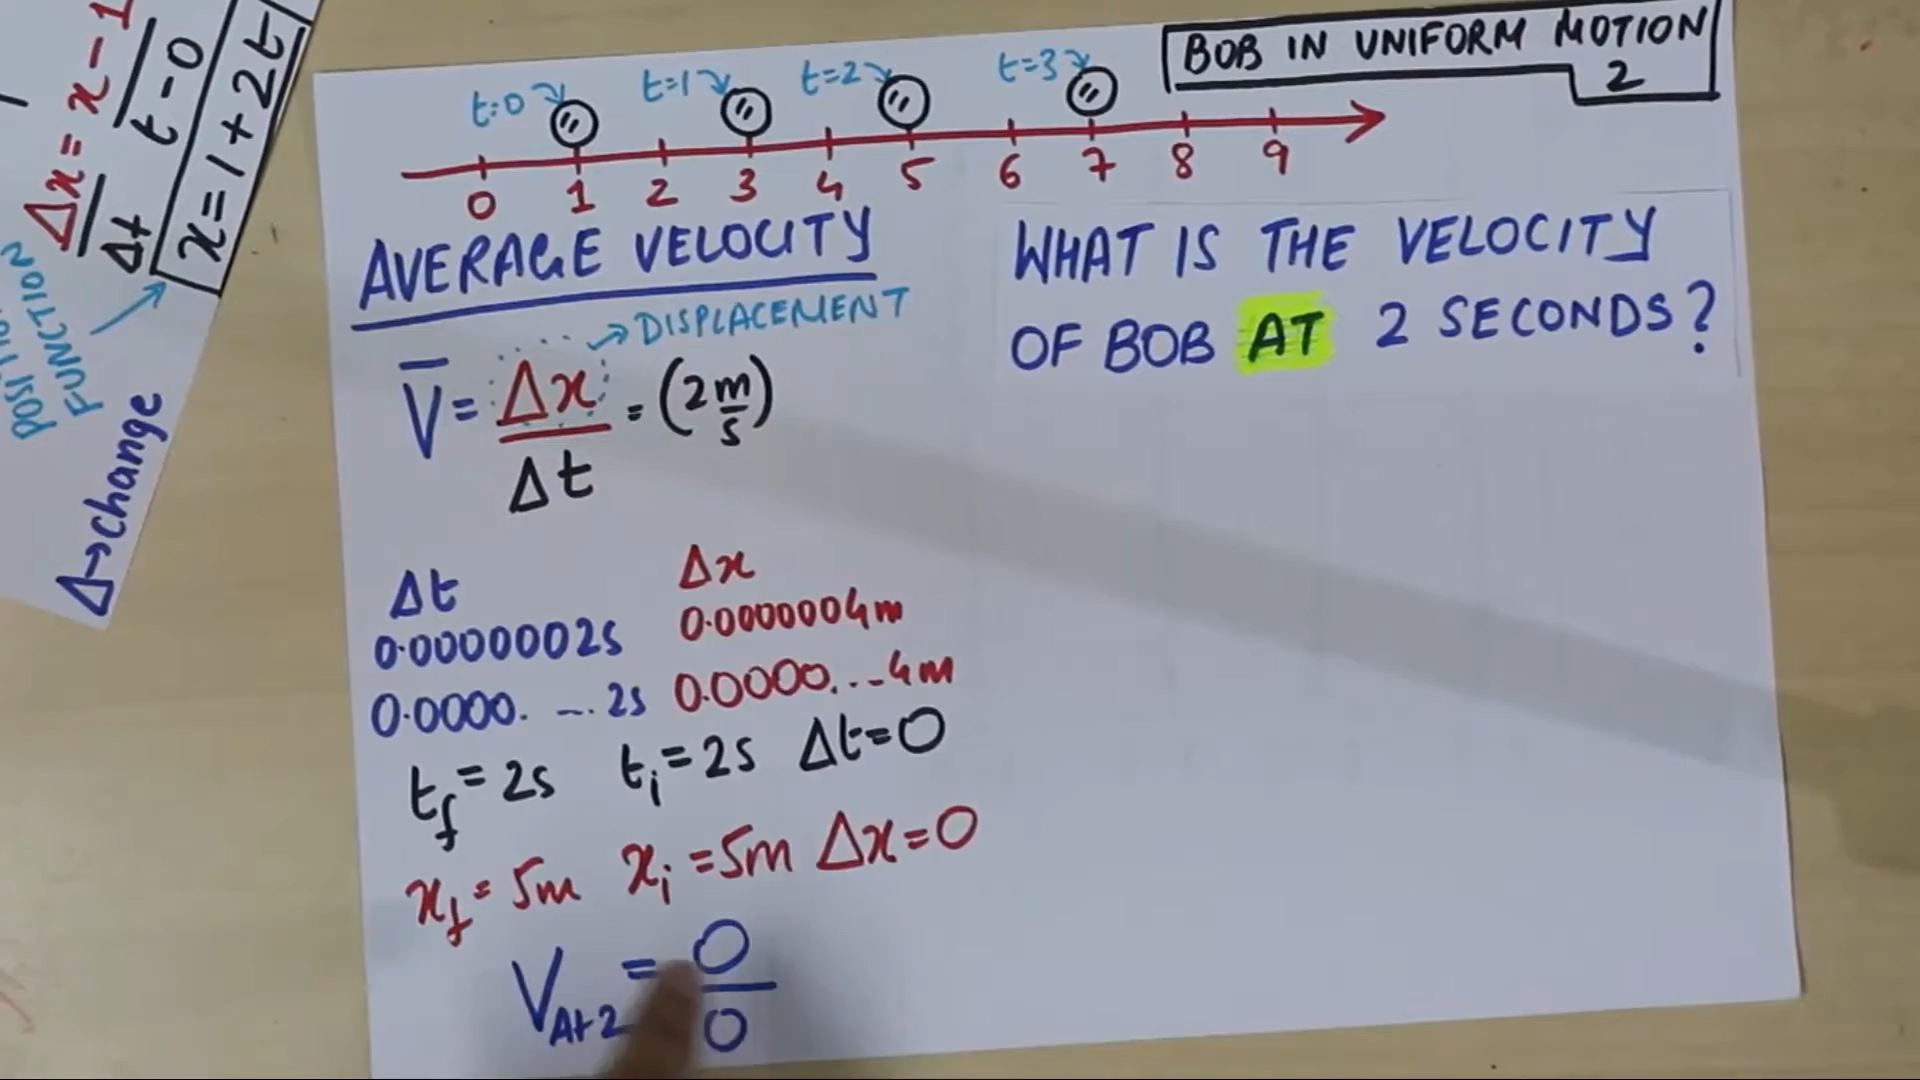 BOB IN UNIFORM MOTION
2
t=0 t=1 t=2 t=3
0 1 2 3 4 5 6 7 8 9
AVERAGE VELOCITY
DISPLACEMENT
V̅ = Δx/Δt = (2 m/s)
Δt Δx
0.0000002s 0.0000004m
0.0000. ... 2s 0.0000...4m
tf = 2s ti = 2s Δt=0
xf = 5m xi = 5m Δx=0
VAt2 = 0/0
WHAT IS THE VELOCITY
OF BOB AT 2 SECONDS?
Δx = x - 1
Δt t - 0
x = 1 + 2t
FUNCTION
Δ→change